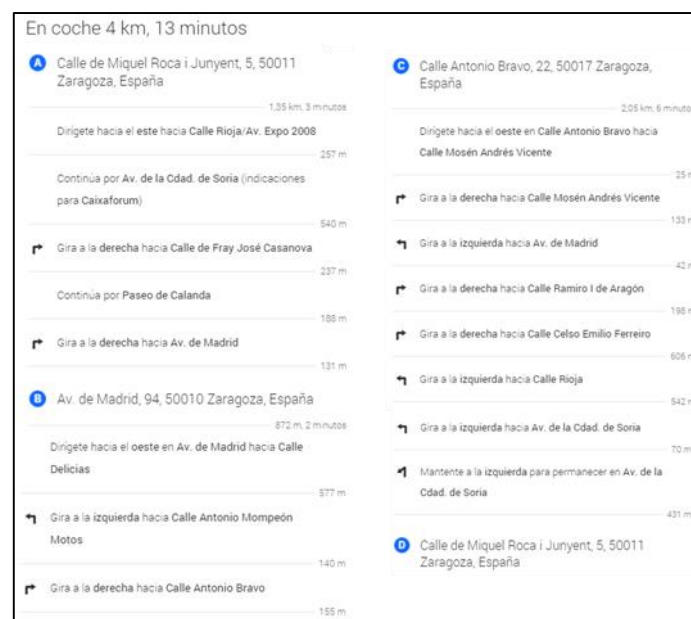 En coche 4 km, 13 minutos
A
Calle de Miquel Roca i Junyent, 5, 50011
Zaragoza, España
1,35 km, 3 minutos
Dirígete hacia el este hacia Calle Rioja/Av. Expo 2008
257 m
Continúa por Av. de la Cdad. de Soria (indicaciones
para Caixaforum)
540 m
Gira a la derecha hacia Calle de Fray José Casanova
237 m
Continúa por Paseo de Calanda
188 m
Gira a la derecha hacia Av. de Madrid
131 m
B
Av. de Madrid, 94, 50010 Zaragoza, España
872 m, 2 minutos
Dirígete hacia el oeste en Av. de Madrid hacia Calle
Delicias
577 m
Gira a la izquierda hacia Calle Antonio Mompeón
Motos
140 m
Gira a la derecha hacia Calle Antonio Bravo
155 m
C
Calle Antonio Bravo, 22, 50017 Zaragoza,
España
2,05 km, 6 minuto
Dirígete hacia el oeste en Calle Antonio Bravo hacia
Calle Mosén Andrés Vicente
25 m
Gira a la derecha hacia Calle Mosén Andrés Vicente
133 m
Gira a la izquierda hacia Av. de Madrid
42 m
Gira a la derecha hacia Calle Ramiro I de Aragón
198 m
Gira a la derecha hacia Calle Celso Emilio Ferreiro
606 m
Gira a la izquierda hacia Calle Rioja
542 m
Gira a la izquierda hacia Av. de la Cdad. de Soria
70 m
Mantente a la izquierda para permanecer en Av. de la
Cdad. de Soria
431 m
D
Calle de Miquel Roca i Junyent, 5, 50011
Zaragoza, España